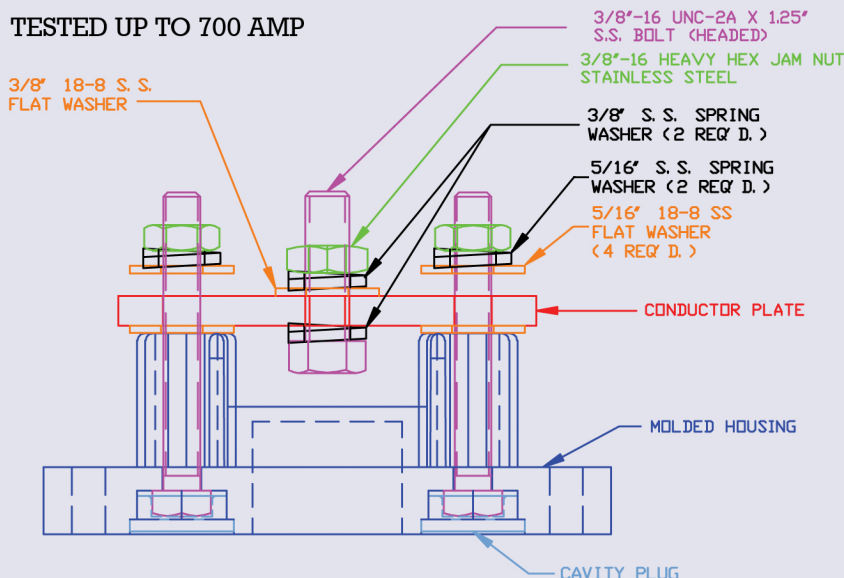 TESTED UP TO 700 AMP
3/8"-16 UNC-2A X 1.25"
S.S. BOLT (HEADED)
3/8"-16 HEAVY HEX JAM NUT
STAINLESS STEEL
3/8" 18-8 S.S.
FLAT WASHER
3/8" S.S. SPRING
WASHER (2 REQ'D.)
5/16" S.S. SPRING
WASHER (2 REQ'D.)
5/16" 18-8 SS
FLAT WASHER
(4 REQ'D.)
CONDUCTOR PLATE
MOLDED HOUSING
CAVITY PLUG